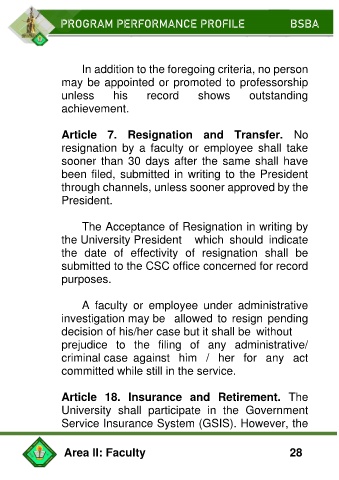 PROGRAM PERFORMANCE PROFILE BSBA
In addition to the foregoing criteria, no person
may be appointed or promoted to professorship
unless his record shows outstanding
achievement.
Article 7. Resignation and Transfer. No
resignation by a faculty or employee shall take
sooner than 30 days after the same shall have
been filed, submitted in writing to the President
through channels, unless sooner approved by the
President.
The Acceptance of Resignation in writing by
the University President which should indicate
the date of effectivity of resignation shall be
submitted to the CSC office concerned for record
purposes.
A faculty or employee under administrative
investigation may be allowed to resign pending
decision of his/her case but it shall be without
prejudice to the filing of any administrative/
criminal case against him / her for any act
committed while still in the service.
Article 18. Insurance and Retirement. The
University shall participate in the Government
Service Insurance System (GSIS). However, the
Area II: Faculty 28